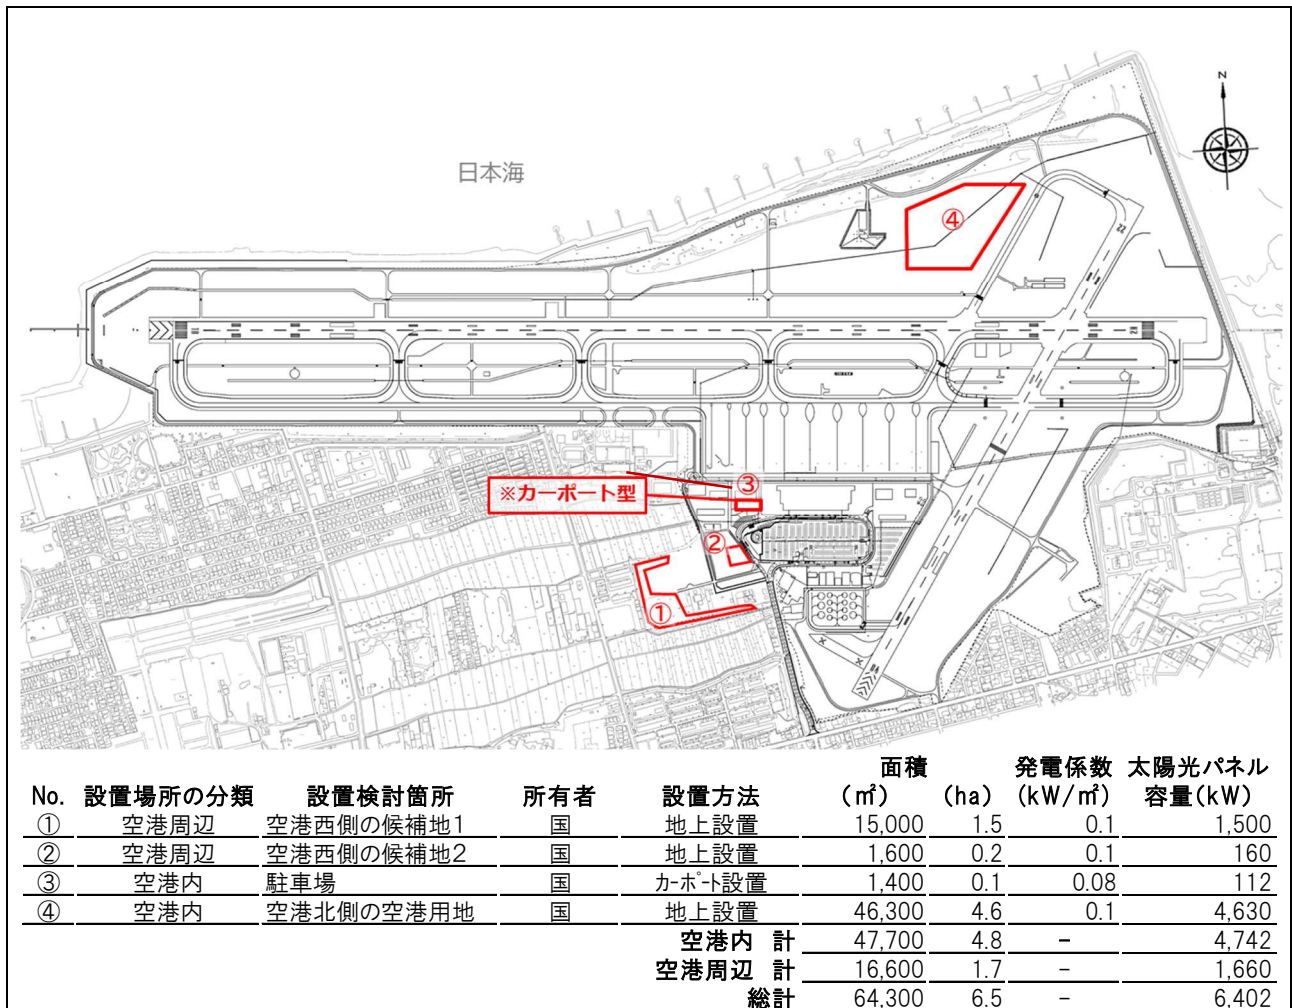 日本海
N
④
22
③
※カーポート型
②
①
面積 発電係数 太陽光パネル
No. 設置場所の分類 設置検討箇所 所有者 設置方法 (㎡) (ha) (kW/㎡) 容量(kW)
① 空港周辺 空港西側の候補地1 国 地上設置 15,000 1.5 0.1 1,500
② 空港周辺 空港西側の候補地2 国 地上設置 1,600 0.2 0.1 160
③ 空港内 駐車場 国 カーポート設置 1,400 0.1 0.08 112
④ 空港内 空港北側の空港用地 国 地上設置 46,300 4.6 0.1 4,630
空港内 計 47,700 4.8 - 4,742
空港周辺 計 16,600 1.7 - 1,660
総計 64,300 6.5 - 6,402